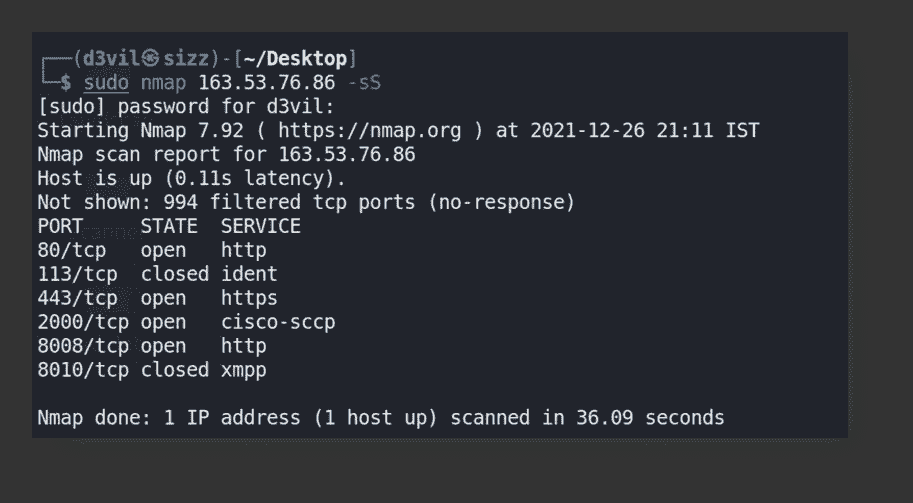 (d3vil㉿sizz)-[~/Desktop]
$ sudo nmap 163.53.76.86 -sS
[sudo] password for d3vil:
Starting Nmap 7.92 ( https://nmap.org ) at 2021-12-26 21:11 IST
Nmap scan report for 163.53.76.86
Host is up (0.11s latency).
Not shown: 994 filtered tcp ports (no-response)
PORT     STATE  SERVICE
80/tcp   open   http
113/tcp  closed ident
443/tcp  open   https
2000/tcp open   cisco-sccp
8008/tcp open   http
8010/tcp closed xmpp
Nmap done: 1 IP address (1 host up) scanned in 36.09 seconds